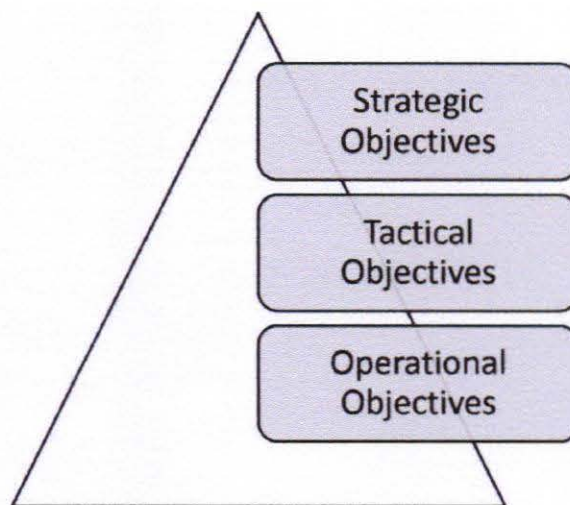 Strategic
Objectives
Tactical
Objectives
Operational
Objectives